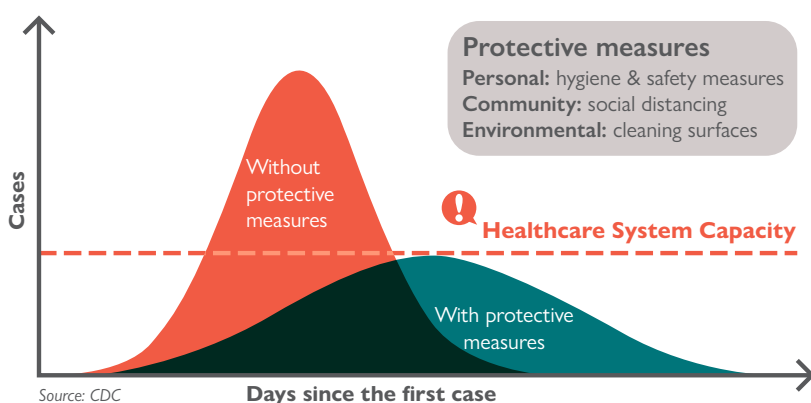 Protective measures
Personal: hygiene & safety measures
Community: social distancing
Environmental: cleaning surfaces
Without
protective
measures
Cases
!
Healthcare System Capacity
With protective
measures
Source: CDC
Days since the first case